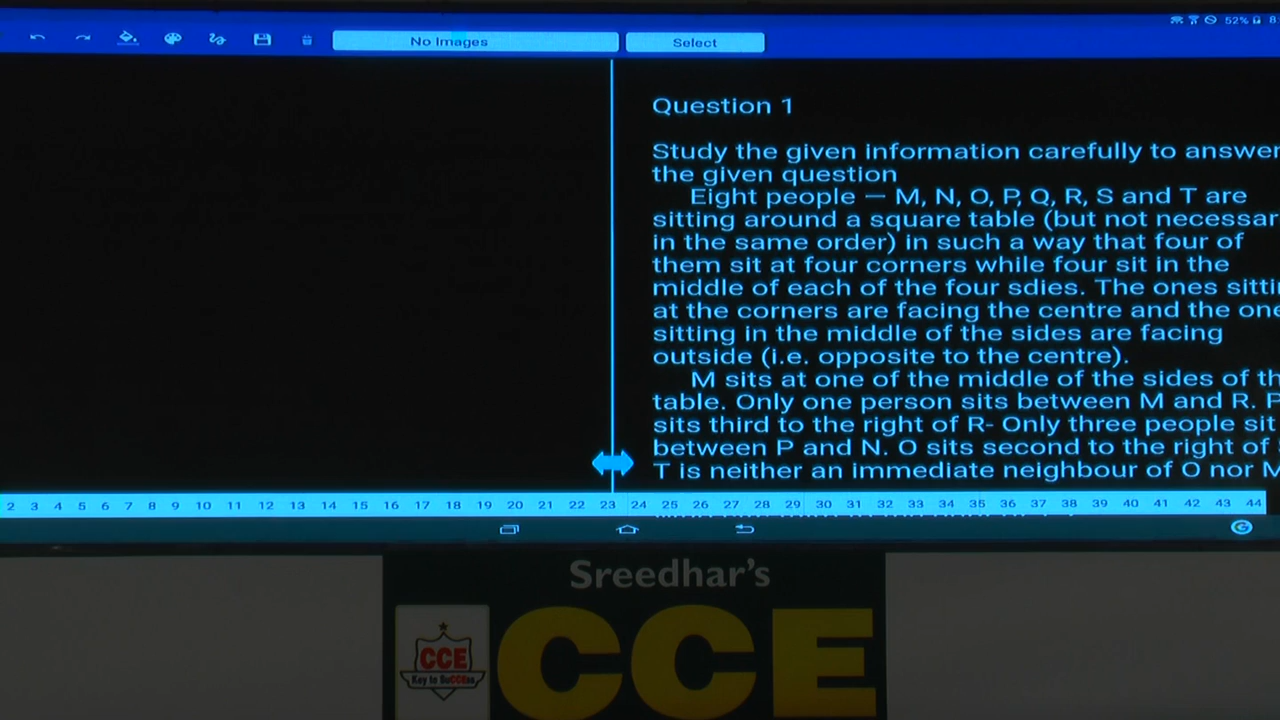 52%
No Images
Select
Question 1
Study the given information carefully to answer
the given question
Eight people — M, N, O, P, Q, R, S and T are
sitting around a square table (but not necessar
in the same order) in such a way that four of
them sit at four corners while four sit in the
middle of each of the four sdies. The ones sitti
at the corners are facing the centre and the one
sitting in the middle of the sides are facing
outside (i.e. opposite to the centre).
M sits at one of the middle of the sides of th
table. Only one person sits between M and R. P
sits third to the right of R- Only three people sit
between P and N. O sits second to the right of
T is neither an immediate neighbour of O nor M
2 3 4 5 6 7 8 9 10 11 12 13 14 15 16 17 18 19 20 21 22 23 24 25 26 27 28 29 30 31 32 33 34 35 36 37 38 39 40 41 42 43 44
Sreedhar's
CCE
CCE
Key to SuCCEss